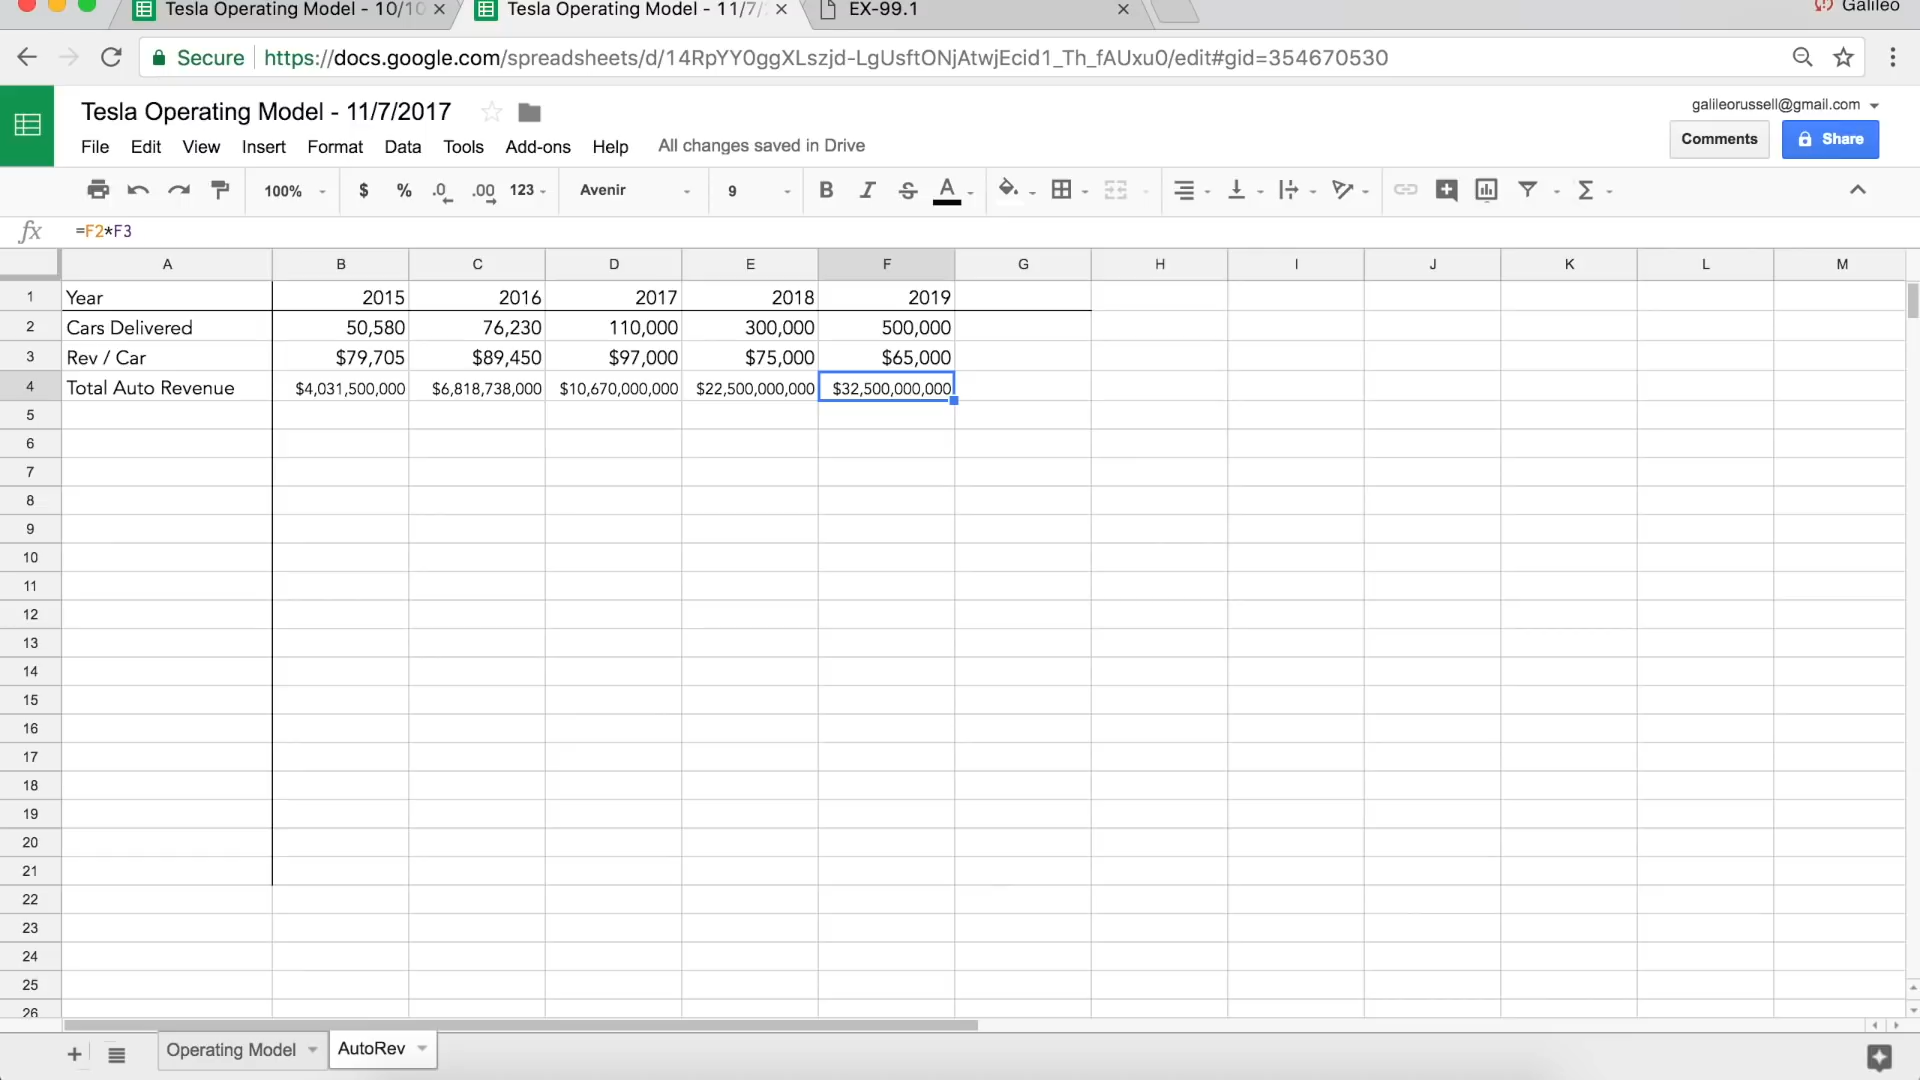 Tesla Operating Model - 10/10
Tesla Operating Model - 11/7/
EX-99.1
Galileo
Secure
https://docs.google.com/spreadsheets/d/14RpYY0ggXLszjd-LgUsftONjAtwjEcid1_Th_fAUxu0/edit#gid=354670530
Tesla Operating Model - 11/7/2017
galileorussell@gmail.com
File Edit View Insert Format Data Tools Add-ons Help All changes saved in Drive
Comments
Share
100% $ % .0 .00 123 Avenir 9 B I S A Σ
fx =F2*F3
A B C D E F G H I J K L M
1 Year 2015 2016 2017 2018 2019
2 Cars Delivered 50,580 76,230 110,000 300,000 500,000
3 Rev / Car $79,705 $89,450 $97,000 $75,000 $65,000
4 Total Auto Revenue $4,031,500,000 $6,818,738,000 $10,670,000,000 $22,500,000,000 $32,500,000,000
5
6
7
8
9
10
11
12
13
14
15
16
17
18
19
20
21
22
23
24
25
26
Operating Model AutoRev